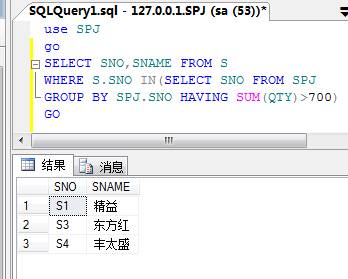 SQLQuery1.sql - 127.0.0.1.SPJ (sa (53))*
use SPJ
go
SELECT SNO,SNAME FROM S
WHERE S.SNO IN(SELECT SNO FROM SPJ
GROUP BY SPJ.SNO HAVING SUM(QTY)>700)
GO
结果 消息
SNO SNAME
1 S1 精益
2 S3 东方红
3 S4 丰太盛